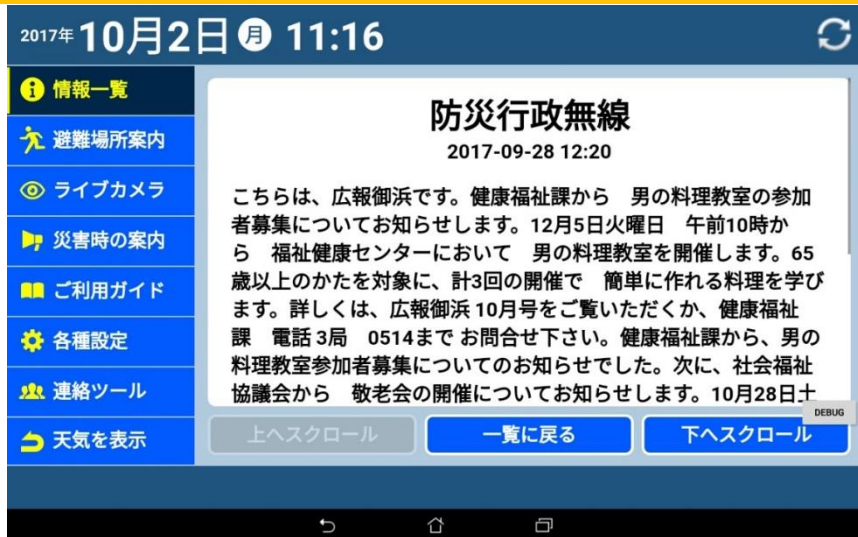 2017年10月2日 月 11:16
情報一覧
避難場所案内
ライブカメラ
災害時の案内
ご利用ガイド
各種設定
連絡ツール
天気を表示
防災行政無線
2017-09-28 12:20
こちらは、広報御浜です。健康福祉課から　男の料理教室の参加
者募集についてお知らせします。12月5日火曜日　午前10時か
ら　福祉健康センターにおいて　男の料理教室を開催します。65
歳以上のかたを対象に、計3回の開催で　簡単に作れる料理を学び
ます。詳しくは、広報御浜 10月号をご覧いただくか、健康福祉
課　電話 3局　0514まで お問合せ下さい。健康福祉課から、男の
料理教室参加者募集についてのお知らせでした。次に、社会福祉
協議会から　敬老会の開催についてお知らせします。10月28日土
DEBUG
上へスクロール
一覧に戻る
下へスクロール